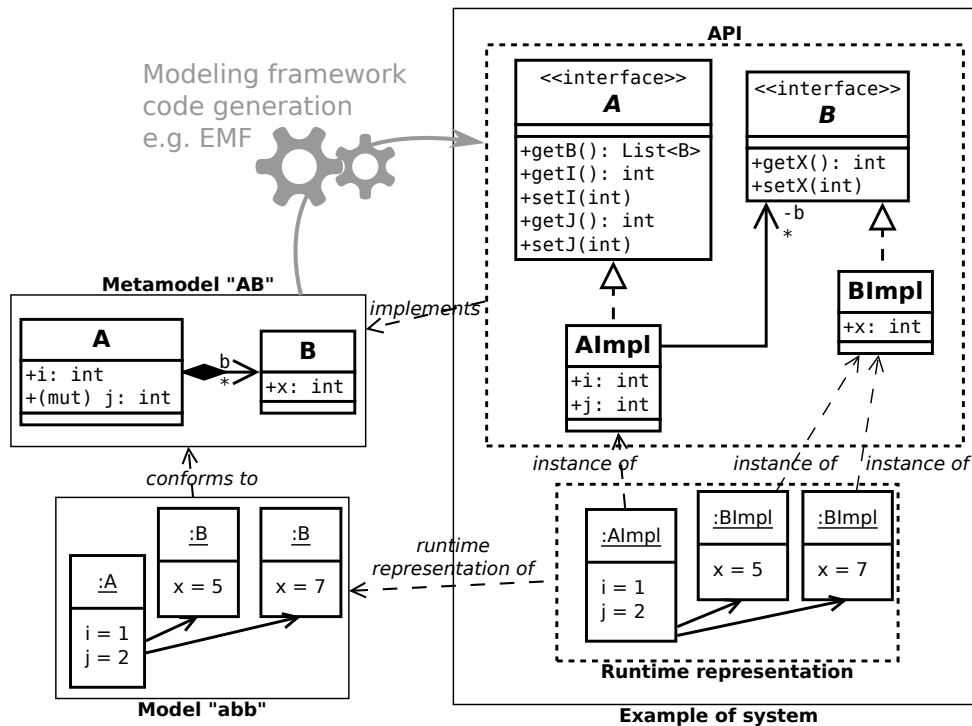 Modeling framework
code generation
e.g. EMF
Metamodel "AB"
A
+i: int
+(mut) j: int
b
*
B
+x: int
implements
conforms to
:A
i = 1
j = 2
:B
x = 5
:B
x = 7
Model "abb"
runtime
representation of
API
<<interface>>
A
+getB(): List<B>
+getI(): int
+setI(int)
+getJ(): int
+setJ(int)
<<interface>>
B
+getX(): int
+setX(int)
-b
*
AImpl
+i: int
+j: int
BImpl
+x: int
instance of
instance of
instance of
:AImpl
i = 1
j = 2
:BImpl
x = 5
:BImpl
x = 7
Runtime representation
Example of system